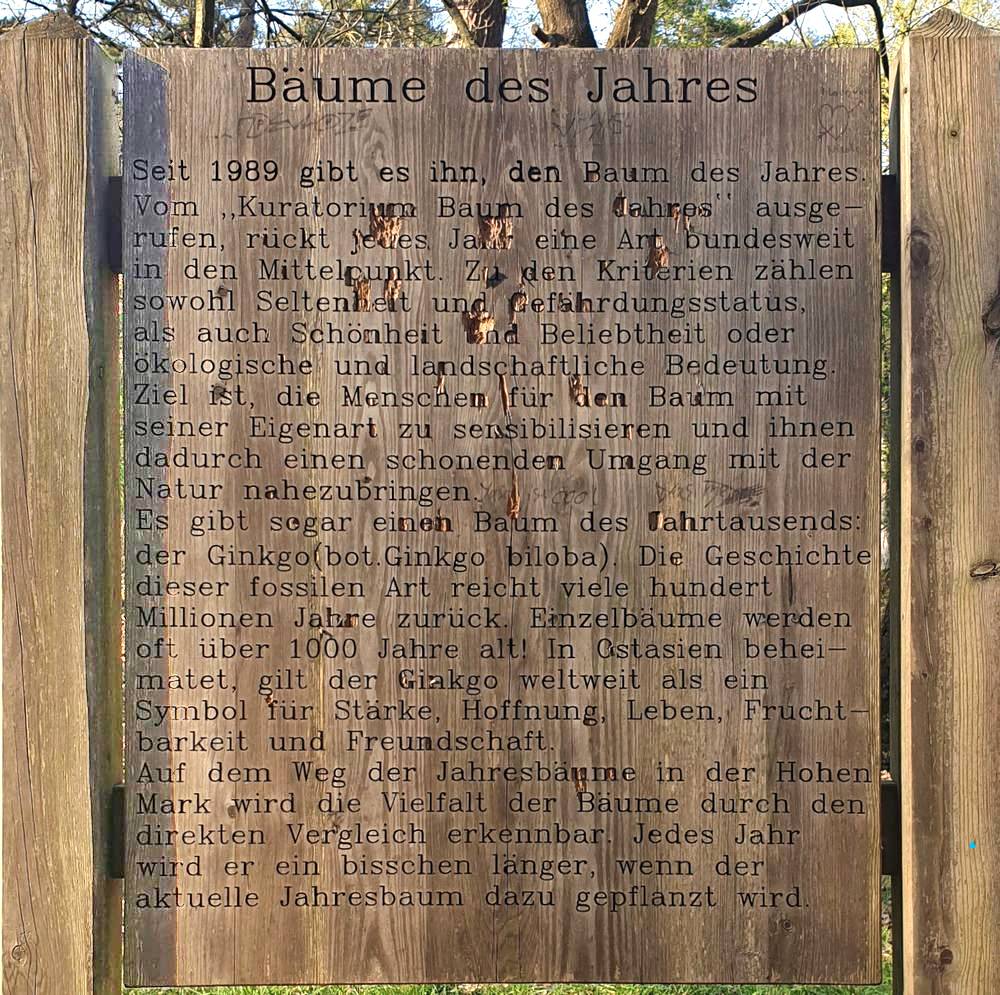 Bäume des Jahres
Seit 1989 gibt es ihn, den Baum des Jahres.
Vom ,,Kuratorium Baum des Jahres" ausge-
rufen, rückt jedes Jahr eine Art bundesweit
in den Mittelpunkt. Zu den Kriterien zählen
sowohl Seltenheit und Gefährdungsstatus,
als auch Schönheit und Beliebtheit oder
ökologische und landschaftliche Bedeutung.
Ziel ist, die Menschen für den Baum mit
seiner Eigenart zu sensibilisieren und ihnen
dadurch einen schonenden Umgang mit der
Natur nahezubringen.
Es gibt sogar einen Baum des Jahrtausends:
der Ginkgo(bot.Ginkgo biloba). Die Geschichte
dieser fossilen Art reicht viele hundert
Millionen Jahre zurück. Einzelbäume werden
oft über 1000 Jahre alt! In Ostasien behei-
matet, gilt der Ginkgo weltweit als ein
Symbol für Stärke, Hoffnung, Leben, Frucht-
barkeit und Freundschaft.
Auf dem Weg der Jahresbäume in der Hohen
Mark wird die Vielfalt der Bäume durch den
direkten Vergleich erkennbar. Jedes Jahr
wird er ein bisschen länger, wenn der
aktuelle Jahresbaum dazu gepflanzt wird.